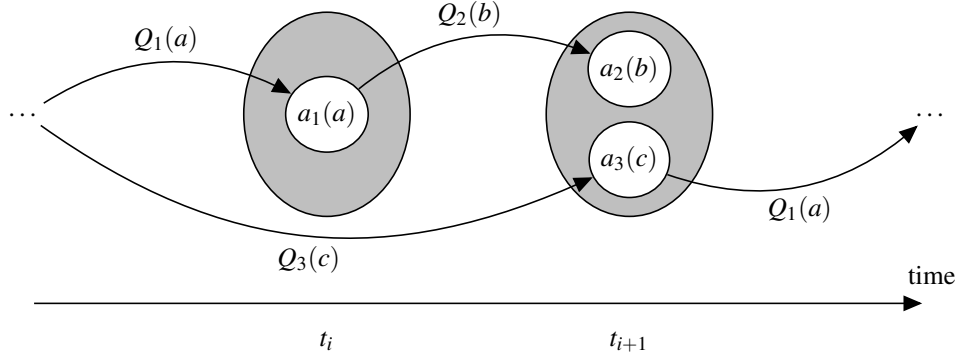 Q₁(a)
Q₂(b)
a₂(b)
… a₁(a) …
a₃(c)
Q₁(a)
Q₃(c)
time
tᵢ tᵢ₊₁